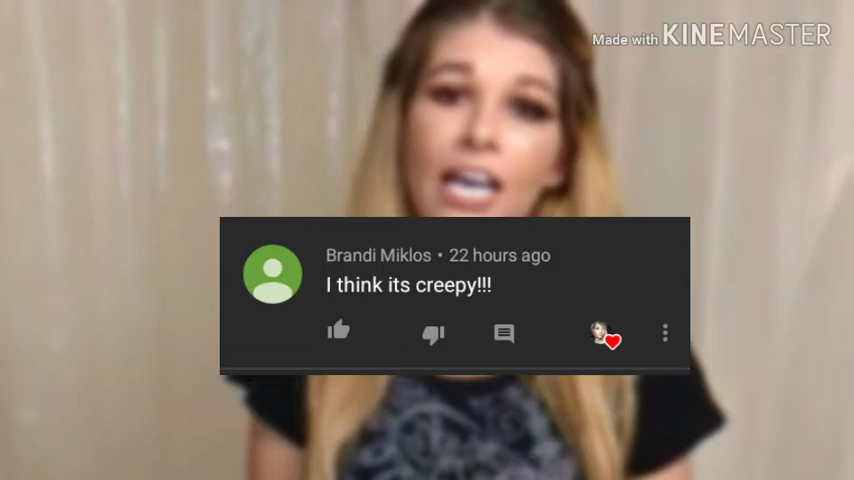 Made with KINEMASTER
Brandi Miklos • 22 hours ago
I think its creepy!!!